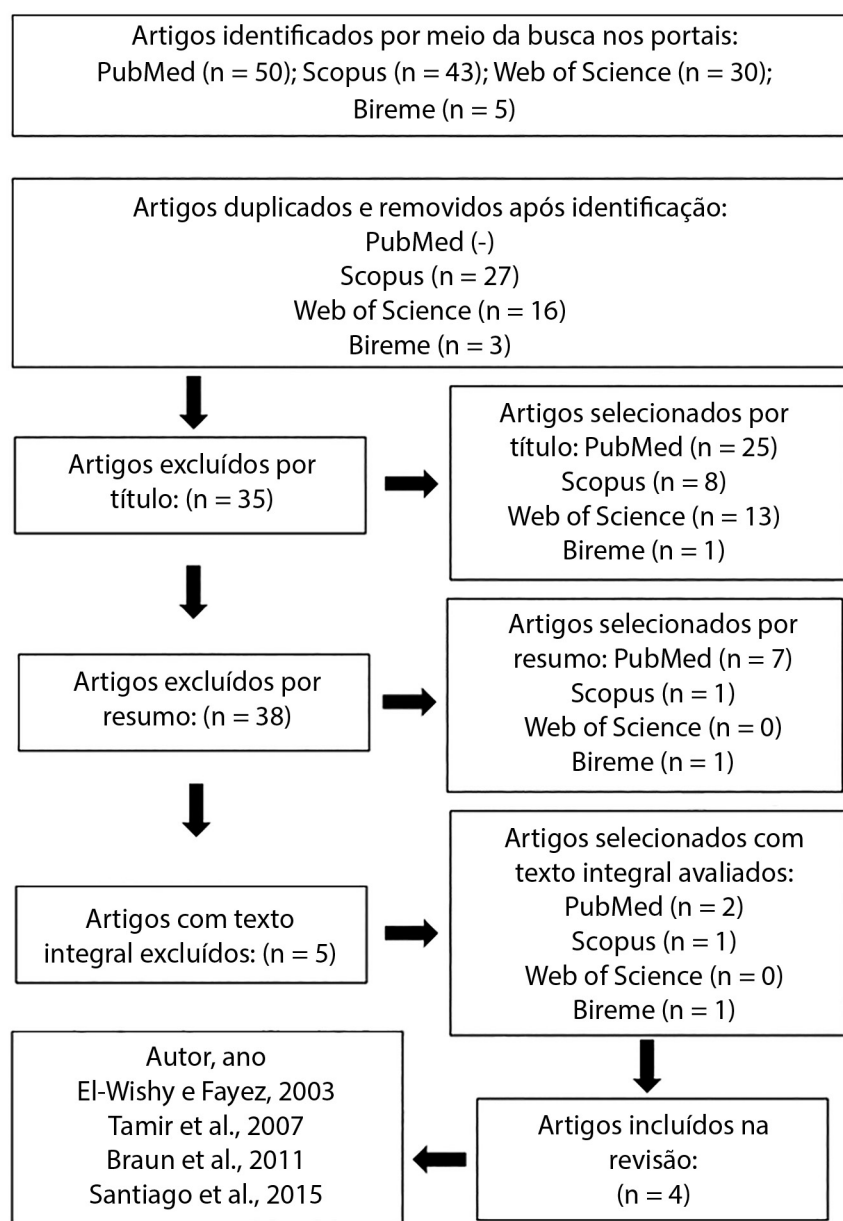 Artigos identificados por meio da busca nos portais:
PubMed (n = 50); Scopus (n = 43); Web of Science (n = 30);
Bireme (n = 5)
Artigos duplicados e removidos após identificação:
PubMed (-)
Scopus (n = 27)
Web of Science (n = 16)
Bireme (n = 3)
Artigos excluídos por
título: (n = 35)
Artigos selecionados por
título: PubMed (n = 25)
Scopus (n = 8)
Web of Science (n = 13)
Bireme (n = 1)
Artigos excluídos por
resumo: (n = 38)
Artigos selecionados por
resumo: PubMed (n = 7)
Scopus (n = 1)
Web of Science (n = 0)
Bireme (n = 1)
Artigos com texto
integral excluídos: (n = 5)
Artigos selecionados com
texto integral avaliados:
PubMed (n = 2)
Scopus (n = 1)
Web of Science (n = 0)
Bireme (n = 1)
Artigos incluídos na
revisão:
(n = 4)
Autor, ano
El-Wishy e Fayez, 2003
Tamir et al., 2007
Braun et al., 2011
Santiago et al., 2015